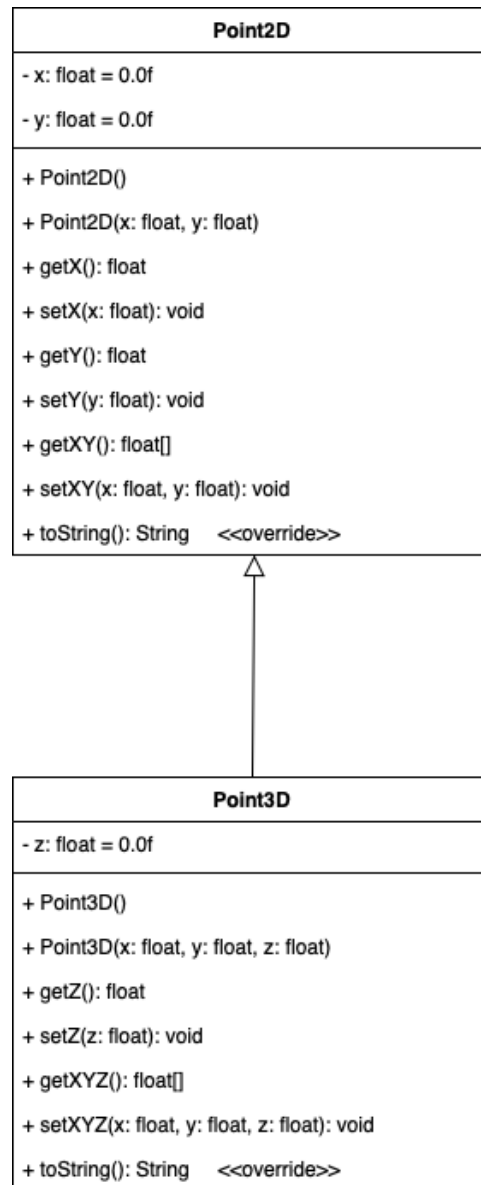 Point2D
- x: float = 0.0f
- y: float = 0.0f
+ Point2D()
+ Point2D(x: float, y: float)
+ getX(): float
+ setX(x: float): void
+ getY(): float
+ setY(y: float): void
+ getXY(): float[]
+ setXY(x: float, y: float): void
+ toString(): String <<override>>
Point3D
- z: float = 0.0f
+ Point3D()
+ Point3D(x: float, y: float, z: float)
+ getZ(): float
+ setZ(z: float): void
+ getXYZ(): float[]
+ setXYZ(x: float, y: float, z: float): void
+ toString(): String <<override>>